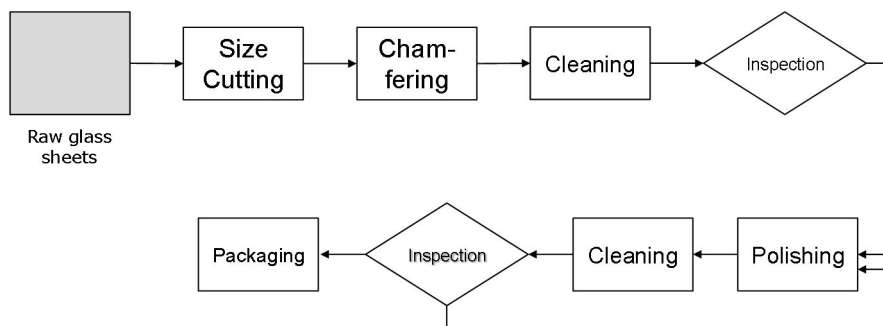 Size
Cutting
Cham-
fering
Cleaning
Inspection
Raw glass
sheets
Packaging
Inspection
Cleaning
Polishing